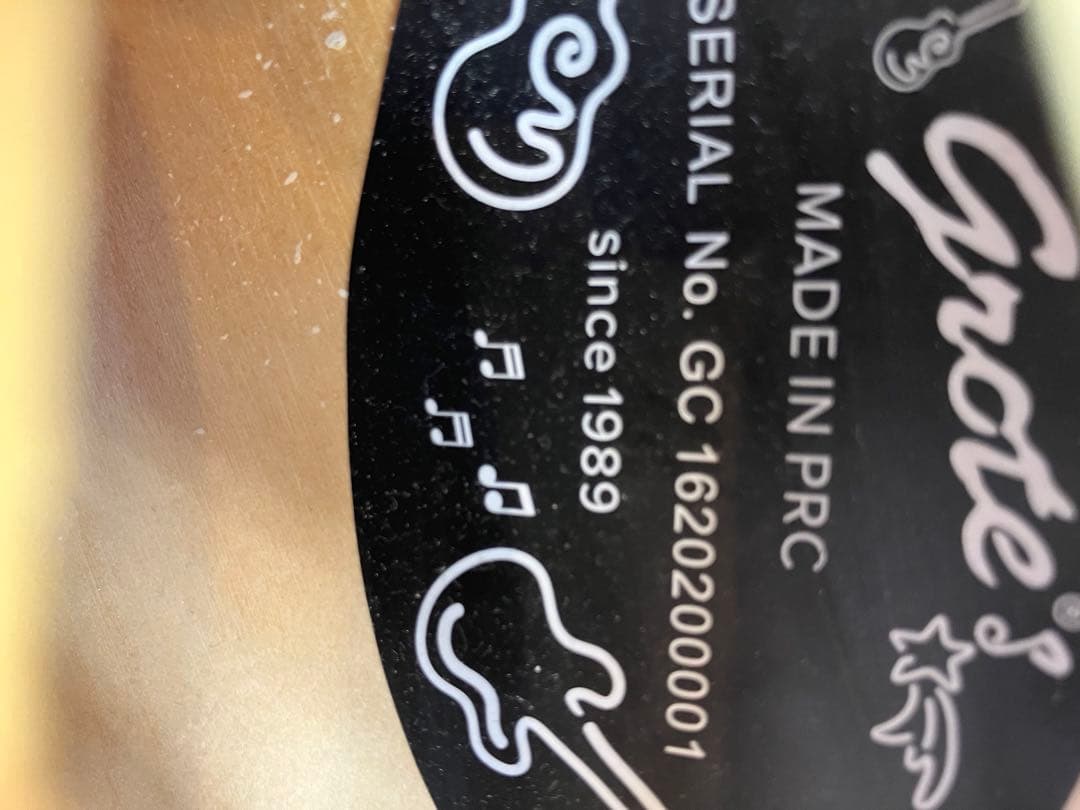 Grote®
MADE IN PRC
SERIAL No. GC 1620200001
since 1989